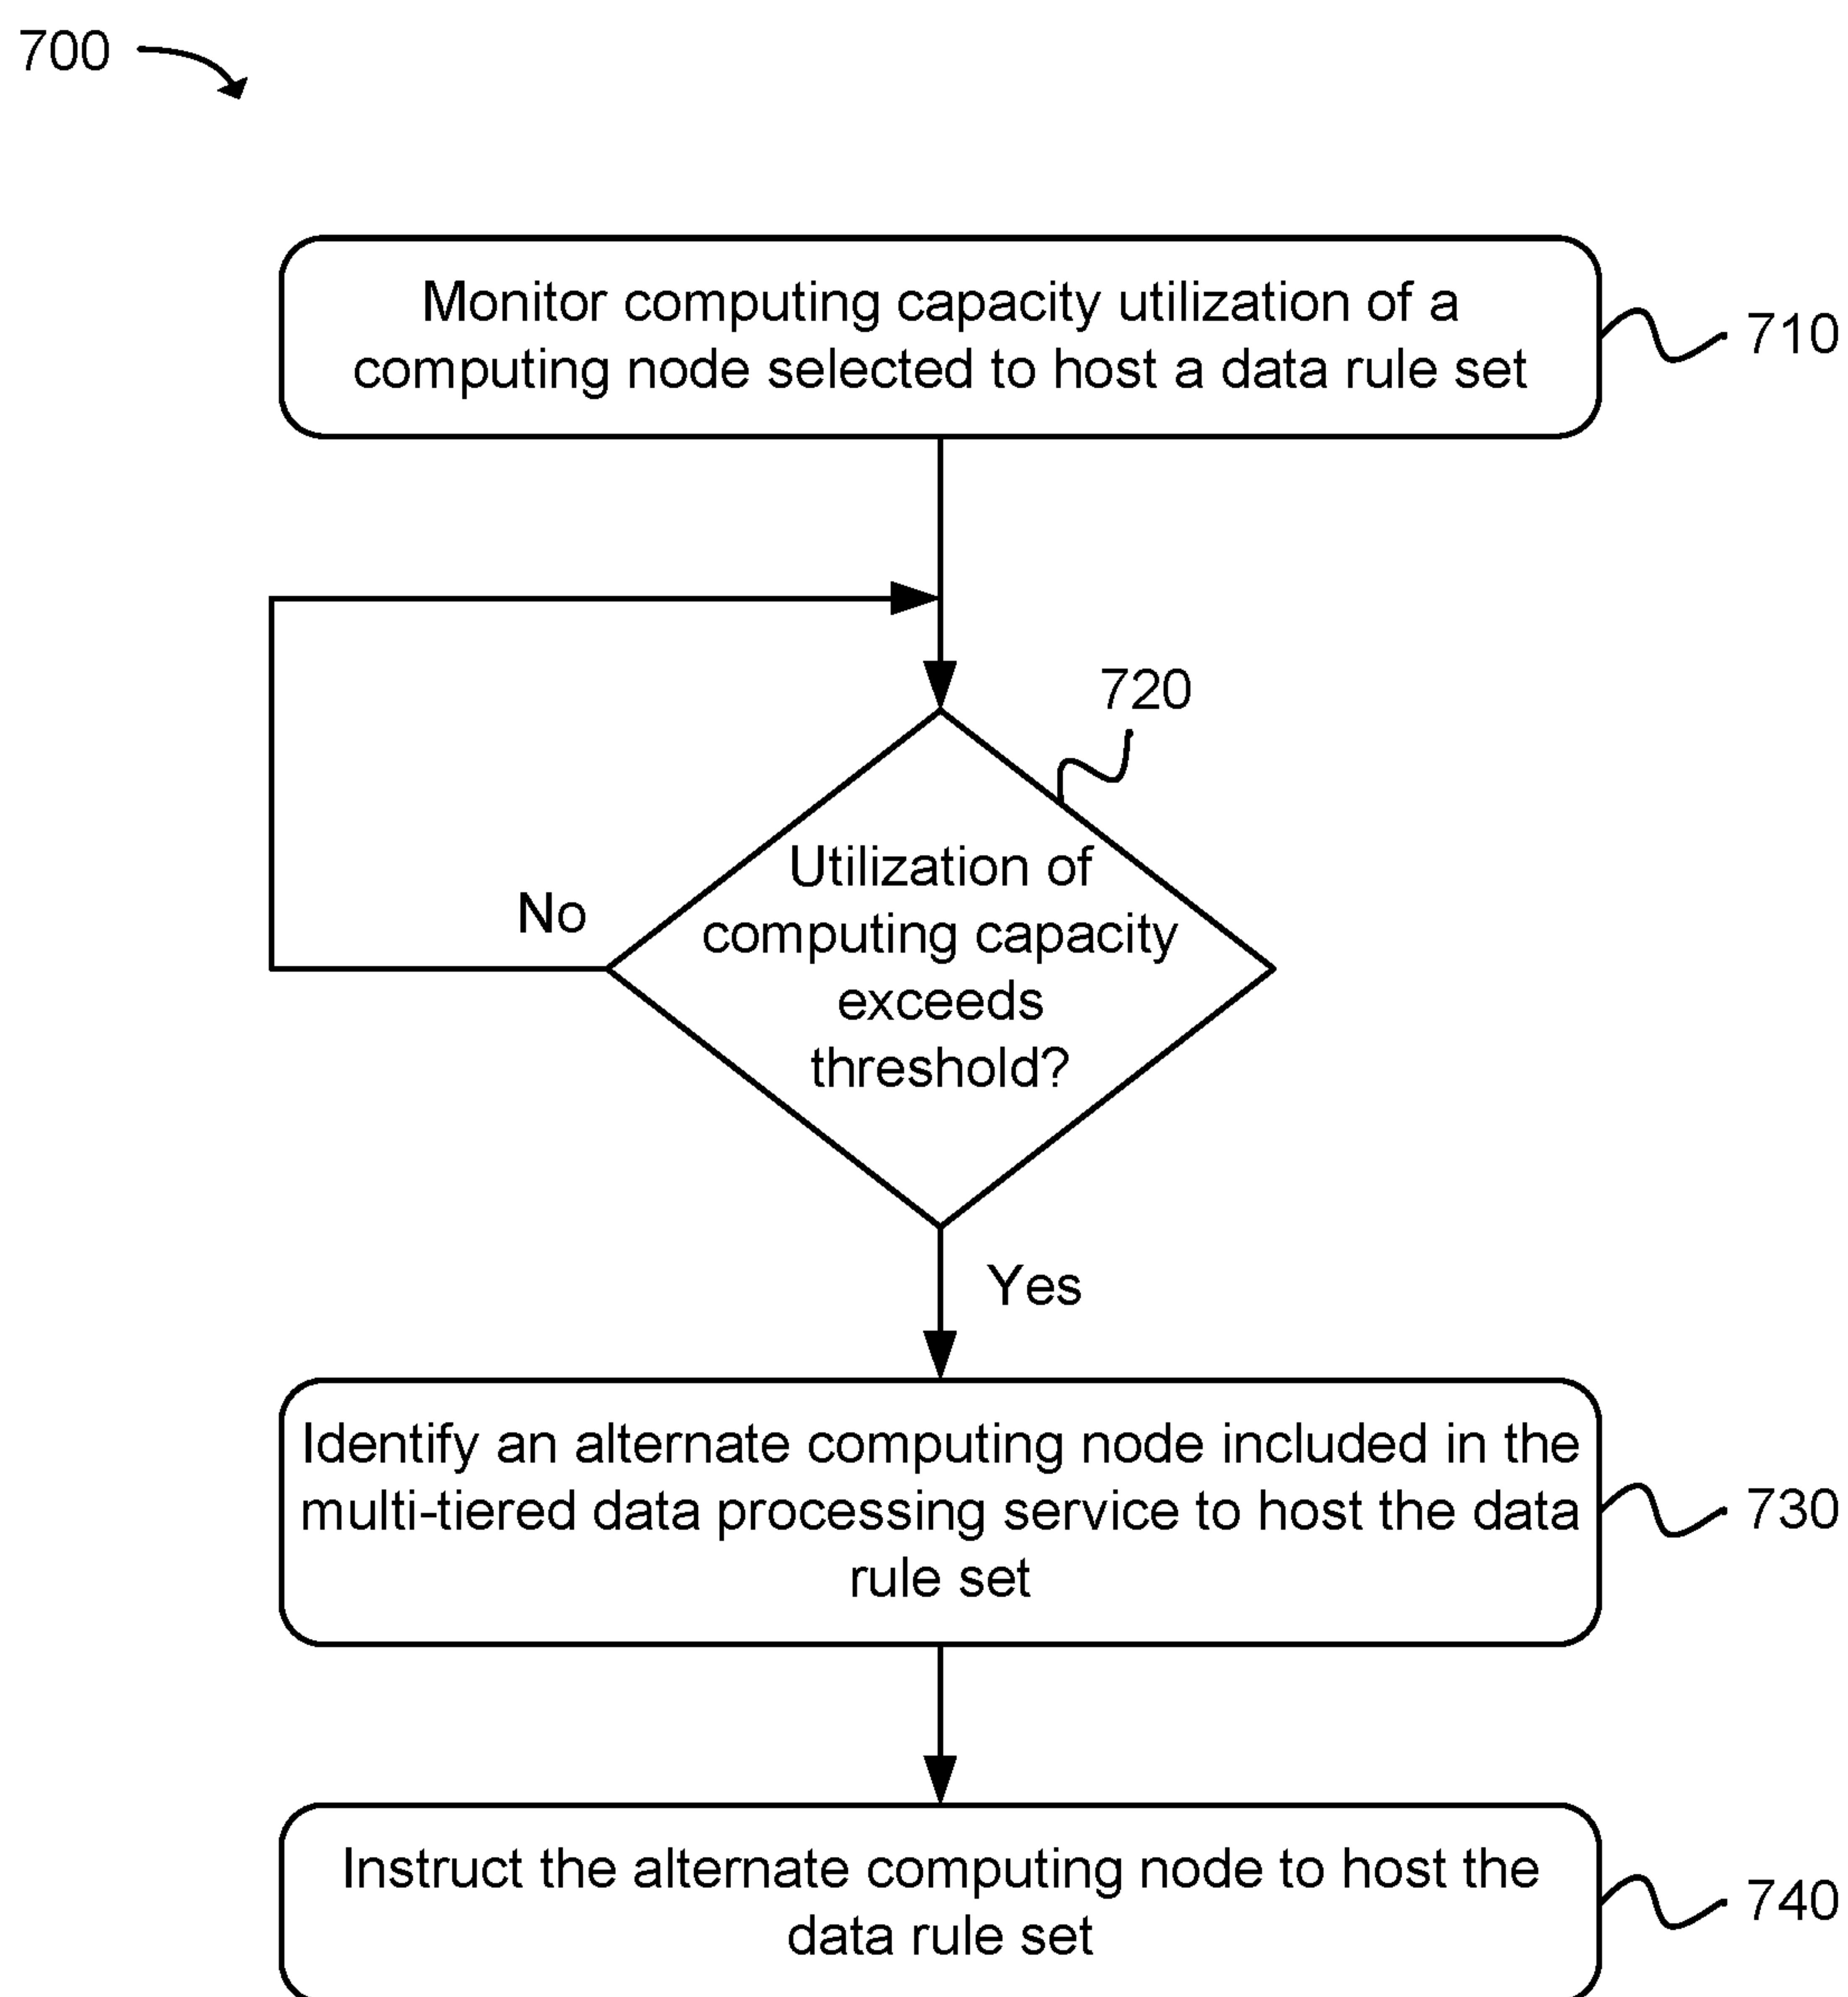 700
Monitor computing capacity utilization of a
computing node selected to host a data rule set
710
720
Utilization of
computing capacity
exceeds
threshold?
No
Yes
Identify an alternate computing node included in the
multi-tiered data processing service to host the data
rule set
730
Instruct the alternate computing node to host the
data rule set
740